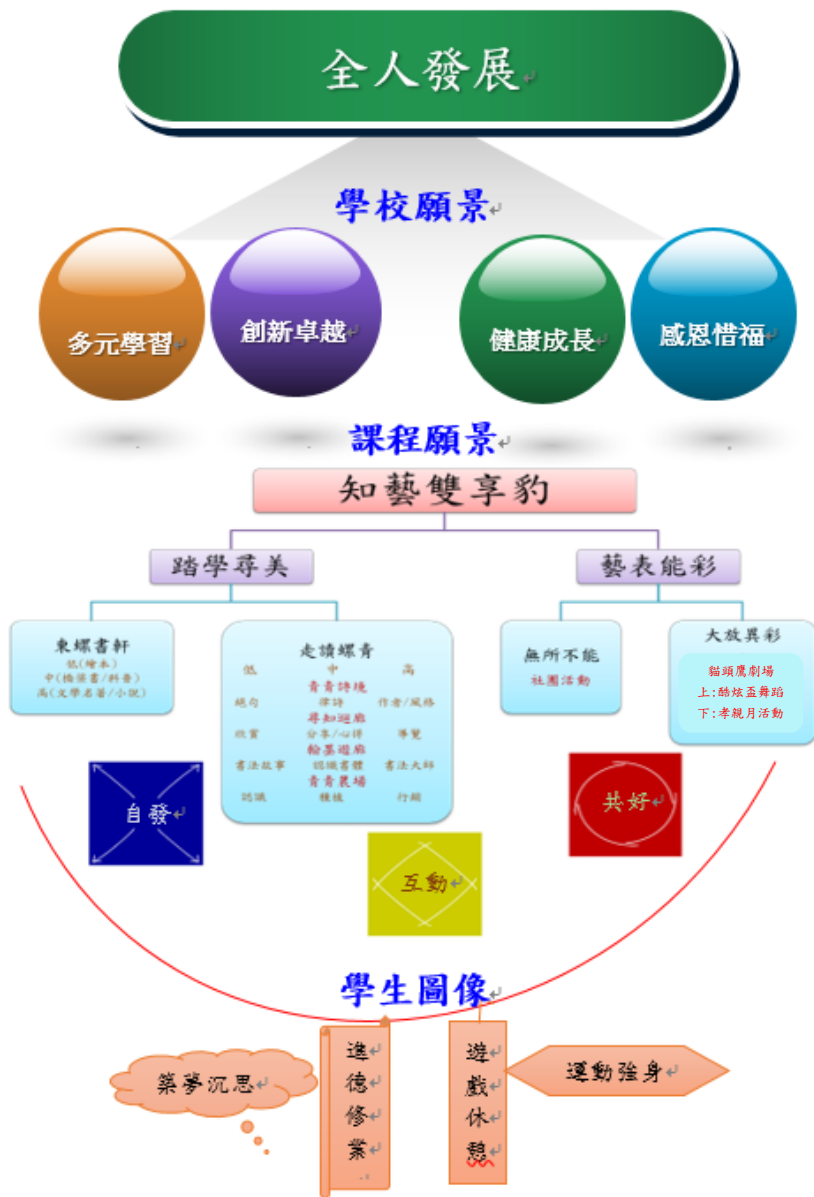 全人發展
學校願景
多元學習
創新卓越
健康成長
感恩惜福
課程願景
知藝雙享豹
踏學尋美
藝表能彩
東螺書軒
低(繪本)
中(橋梁書/科普)
高(文學名著/小說)
走讀螺青
低 中 高
青青詩境
絕句 律詩 作者/風格
尋知迴廊
欣賞 分享/心得 導覽
翰墨迴廊
書法故事 認識書體 書法大師
青青農場
認識 種植 行銷
無所不能
社團活動
大放異彩
貓頭鷹劇場
上:酷炫盃舞蹈
下:孝親月活動
自發
互動
共好
學生圖像
築夢沉思
進德修業
遊戲休憩
運動強身